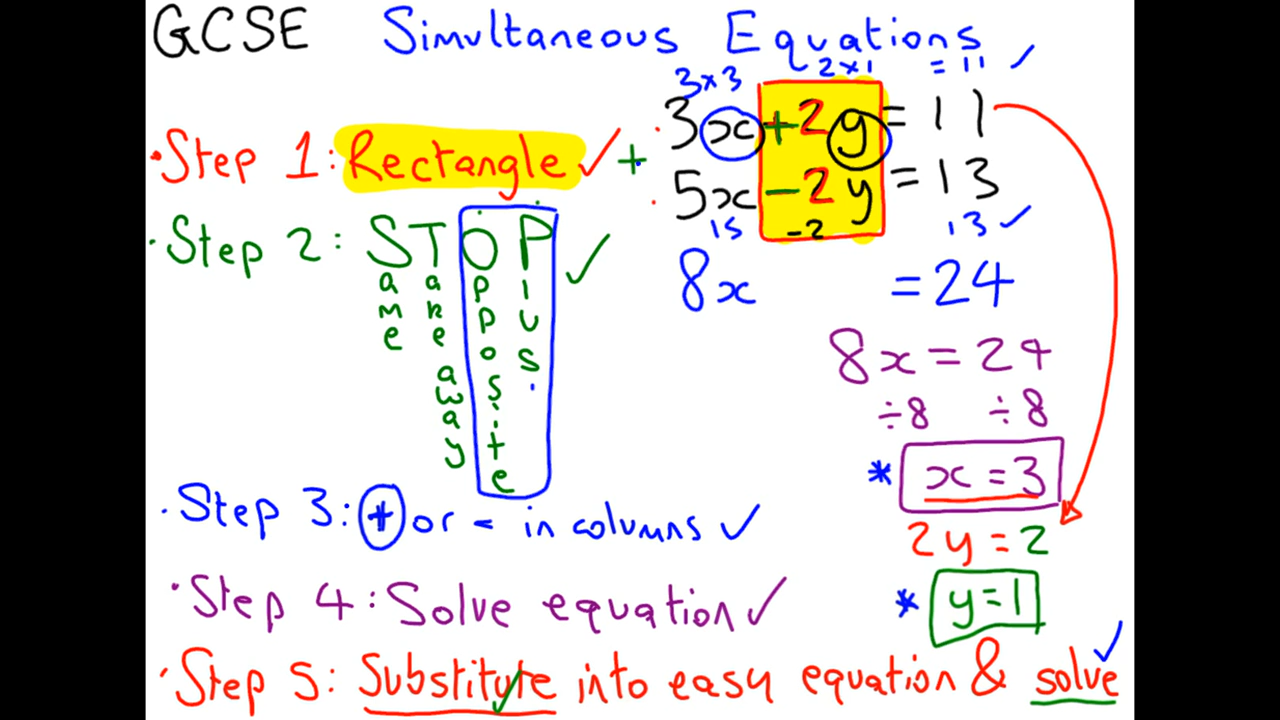 GCSE Simultaneous Equations
3x3 2x1 =11 ✓
3x+2y=11
Step 1: Rectangle ✓ +
5x-2y=13
15 -2 13 ✓
Step 2: STOP ✓
Same
Take away
Opposite
Plus
8x =24
8x=24
÷8 ÷8
* x=3
Step 3: + or - in columns ✓
2y=2
Step 4: Solve equation ✓
* y=1
Step 5: Substitute into easy equation & solve ✓